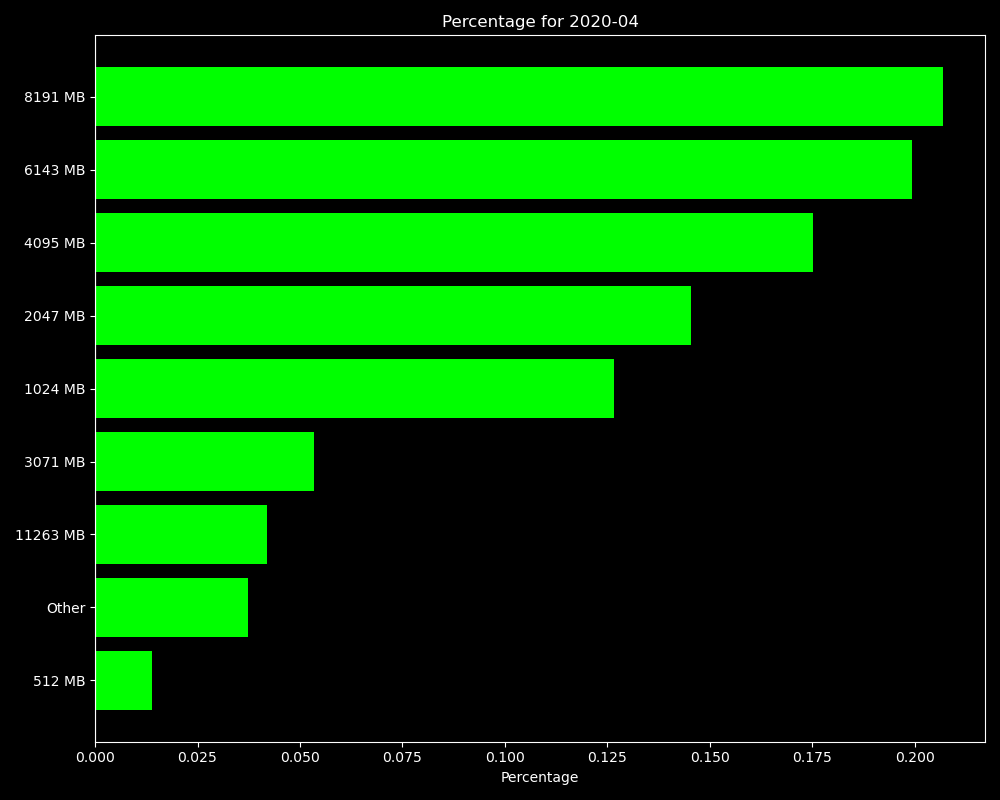 Percentage for 2020-04
8191 MB
6143 MB
4095 MB
2047 MB
1024 MB
3071 MB
11263 MB
Other
512 MB
0.000 0.025 0.050 0.075 0.100 0.125 0.150 0.175 0.200
Percentage